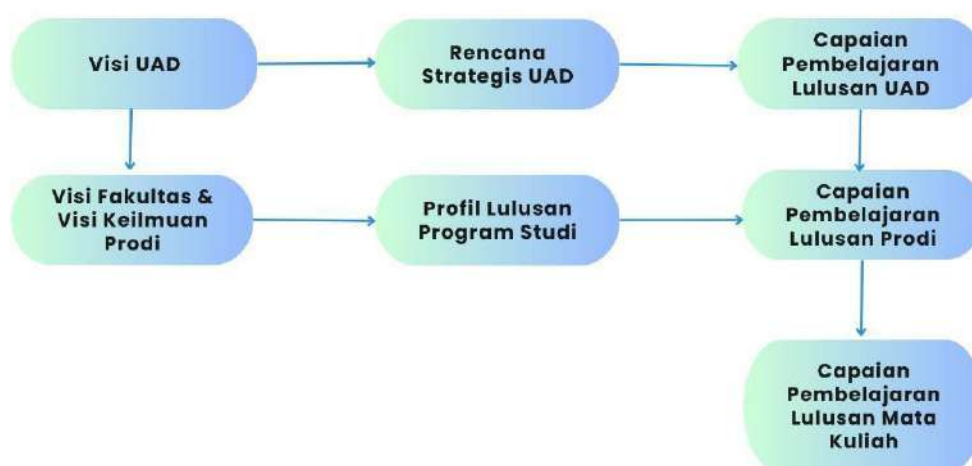 Visi UAD
Rencana
Strategis UAD
Capaian
Pembelajaran
Lulusan UAD
Visi Fakultas &
Visi Keilmuan
Prodi
Profil Lulusan
Program Studi
Capaian
Pembelajaran
Lulusan Prodi
Capaian
Pembelajaran
Lulusan Mata
Kuliah